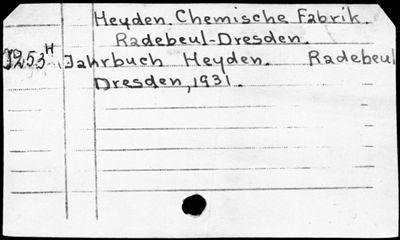 Heyden. Chemische Fabrik.
Radebeul-Dresden.
Jahrbuch Heyden. Radebeul
Dresden, 1931.